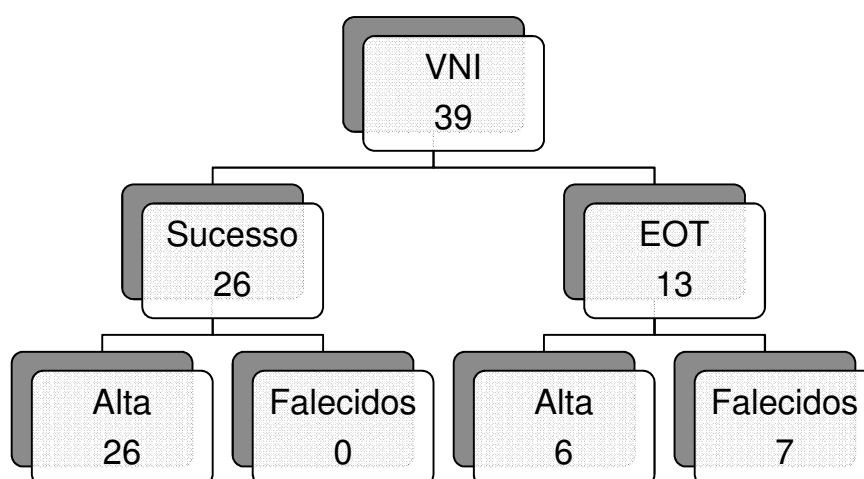 VNI
39
Sucesso
26
EOT
13
Alta
26
Falecidos
0
Alta
6
Falecidos
7